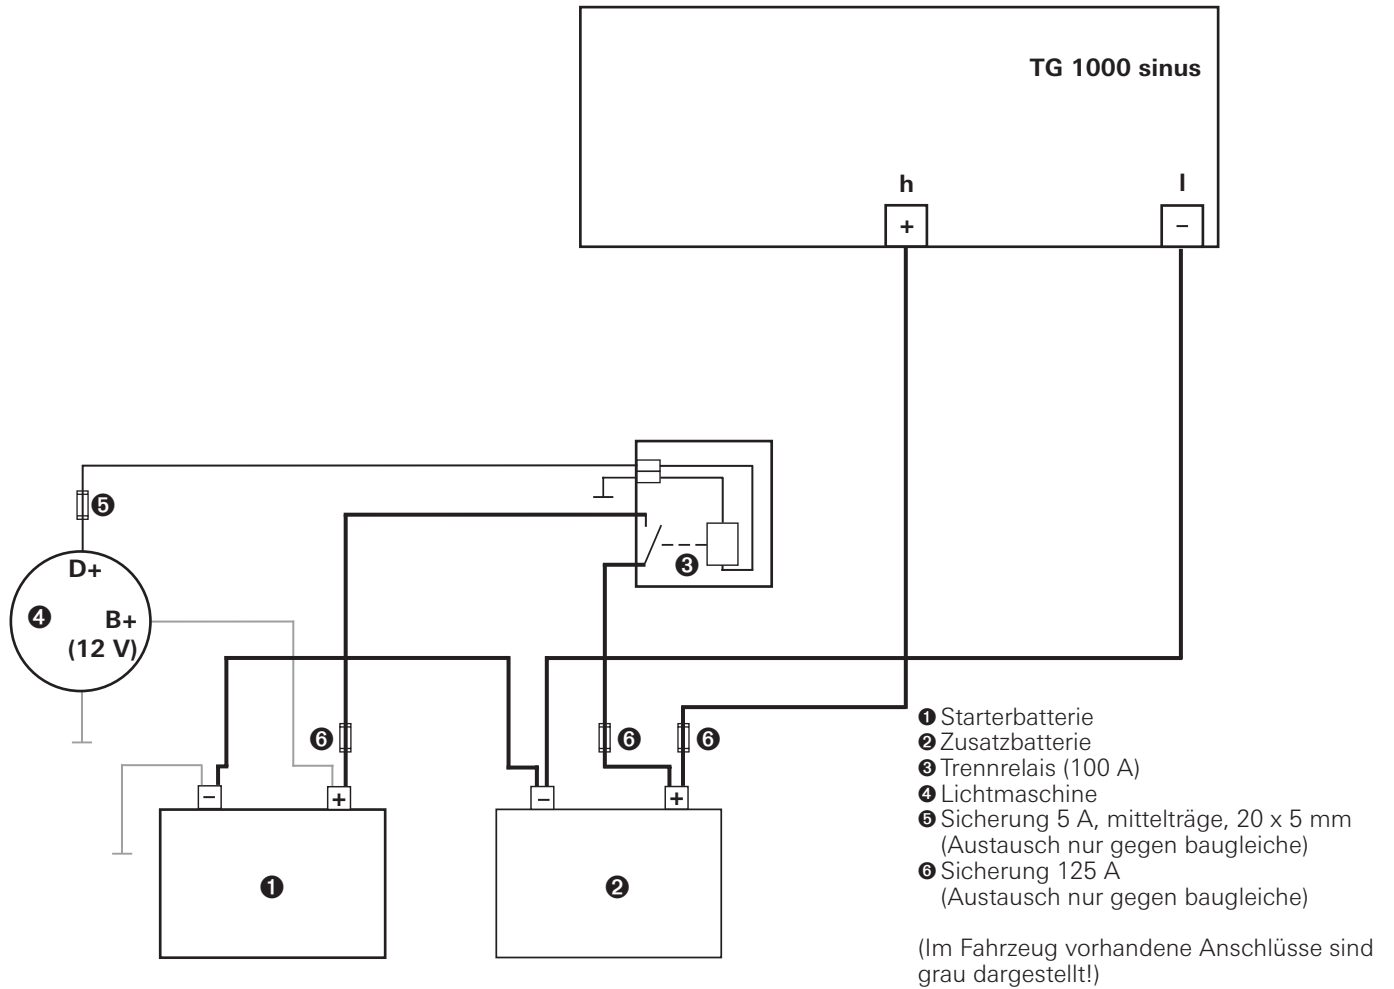 TG 1000 sinus
h
l
+
–
❺
❸
D+
❹
B+
(12 V)
❻
❻
❻
–
+
–
+
❶
❷
❶ Starterbatterie
❷ Zusatzbatterie
❸ Trennrelais (100 A)
❹ Lichtmaschine
❺ Sicherung 5 A, mittelträge, 20 x 5 mm
(Austausch nur gegen baugleiche)
❻ Sicherung 125 A
(Austausch nur gegen baugleiche)
(Im Fahrzeug vorhandene Anschlüsse sind
grau dargestellt!)